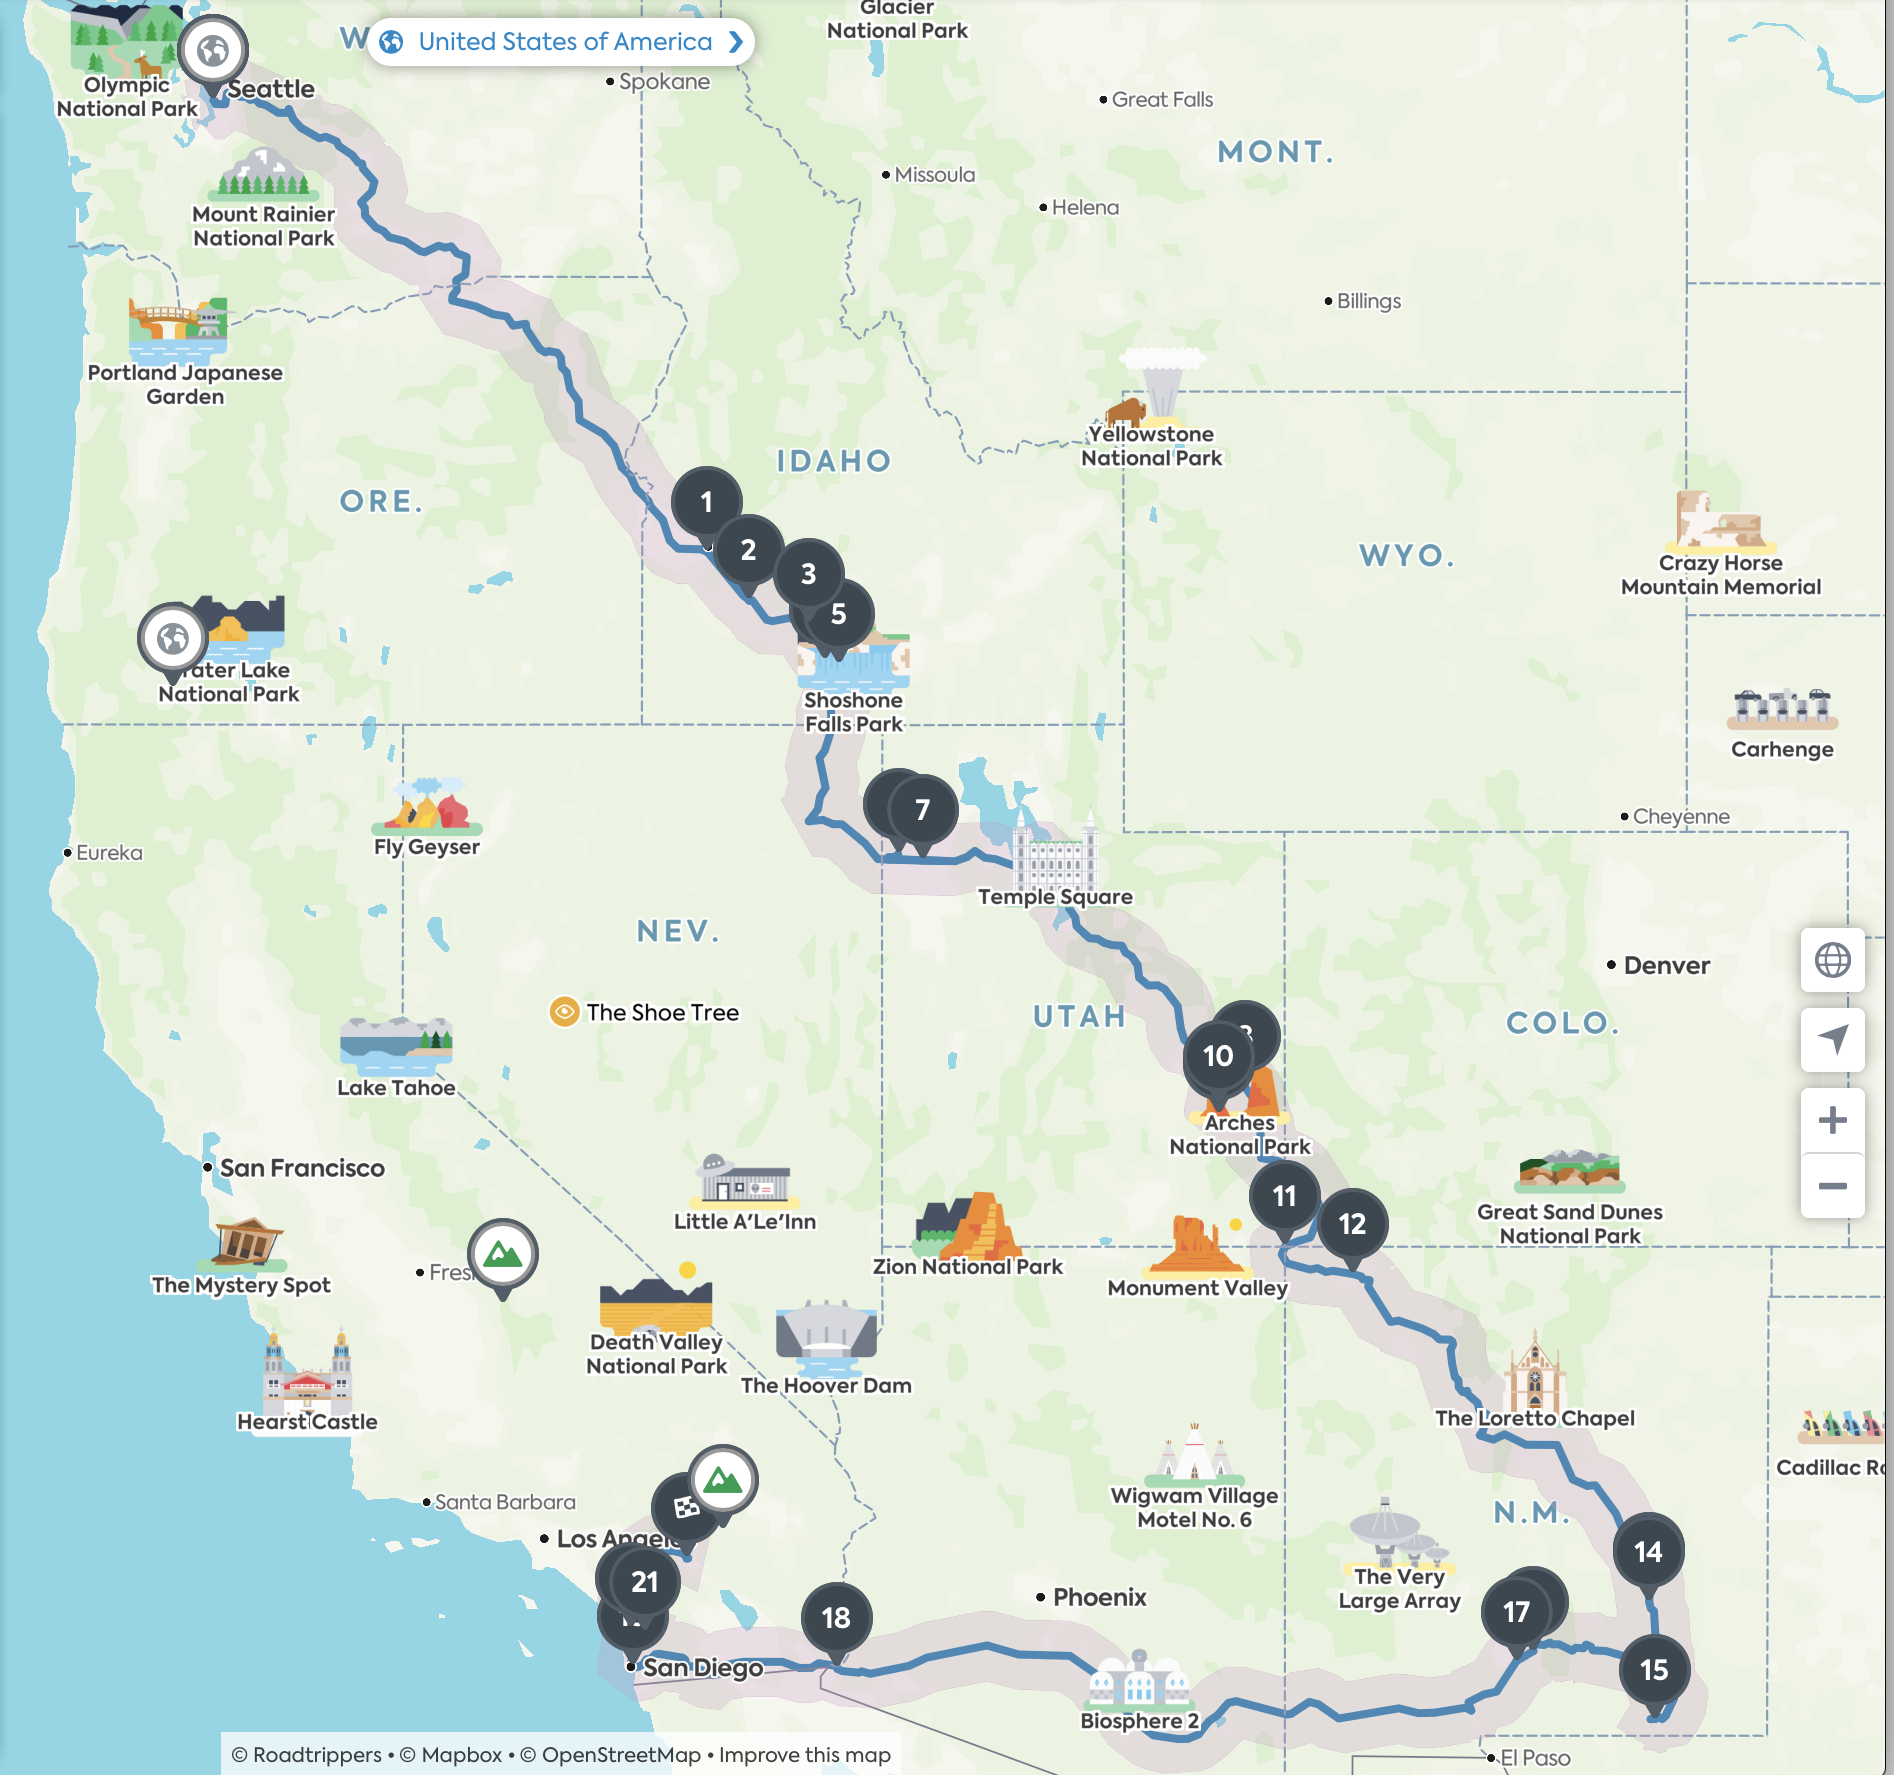 Glacier
National Park
W
United States of America
Spokane
Olympic
National Park
Seattle
Great Falls
MONT.
Missoula
Helena
Mount Rainier
National Park
Billings
Portland Japanese
Garden
Yellowstone
National Park
IDAHO
ORE.
1
2
3
5
WYO.
Crazy Horse
Mountain Memorial
ater Lake
National Park
Shoshone
Falls Park
Carhenge
7
Cheyenne
Fly Geyser
Eureka
Temple Square
NEV.
Denver
The Shoe Tree
UTAH
COLO.
10
Lake Tahoe
Arches
National Park
San Francisco
11
12
Great Sand Dunes
National Park
Little A'Le'Inn
Zion National Park
Monument Valley
The Mystery Spot
Fres
Death Valley
National Park
The Hoover Dam
Hearst Castle
The Loretto Chapel
Cadillac R
Wigwam Village
Motel No. 6
Santa Barbara
N.M.
Los Angele
14
The Very
Large Array
21
Phoenix
17
18
San Diego
15
Biosphere 2
© Roadtrippers • © Mapbox • © OpenStreetMap • Improve this map
El Paso